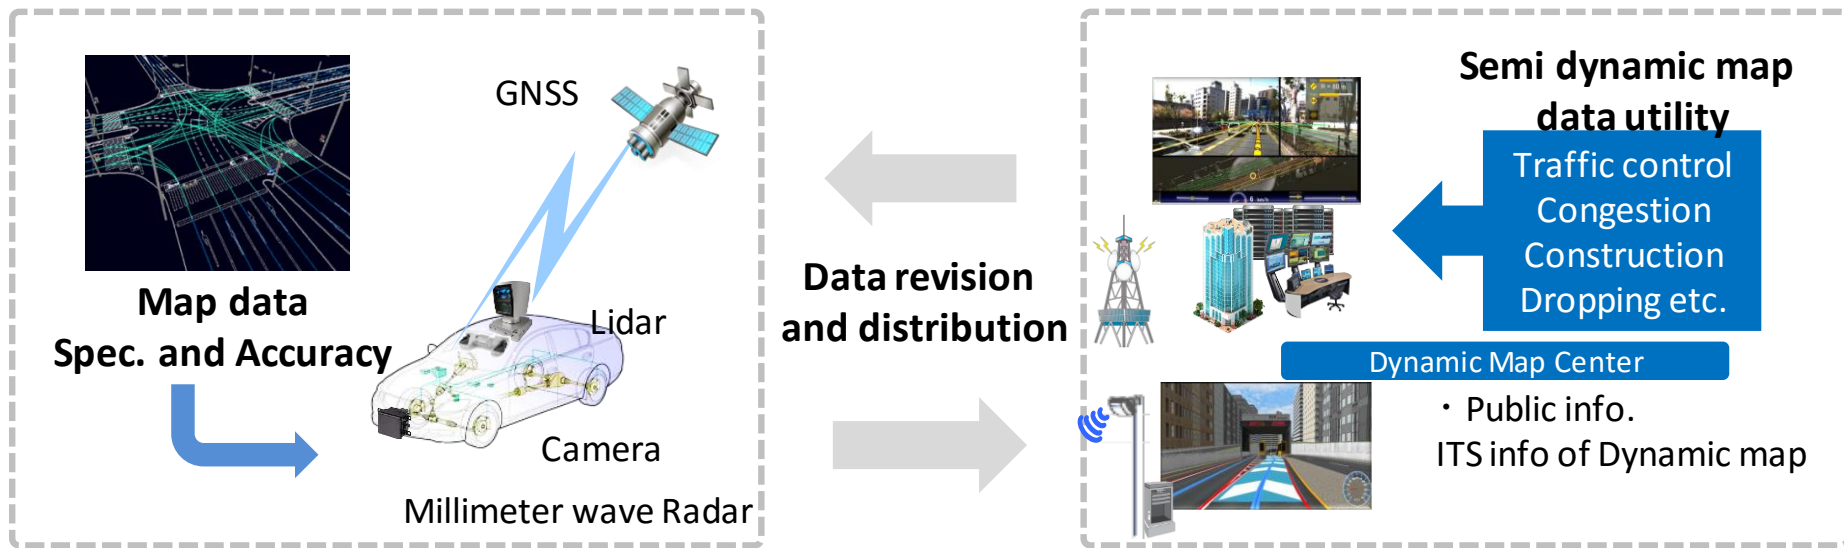 GNSS
Map data
Spec. and Accuracy
Lidar
Camera
Millimeter wave Radar
Data revision
and distribution
Semi dynamic map
data utility
Traffic control
Congestion
Construction
Dropping etc.
Dynamic Map Center
・Public info.
ITS info of Dynamic map